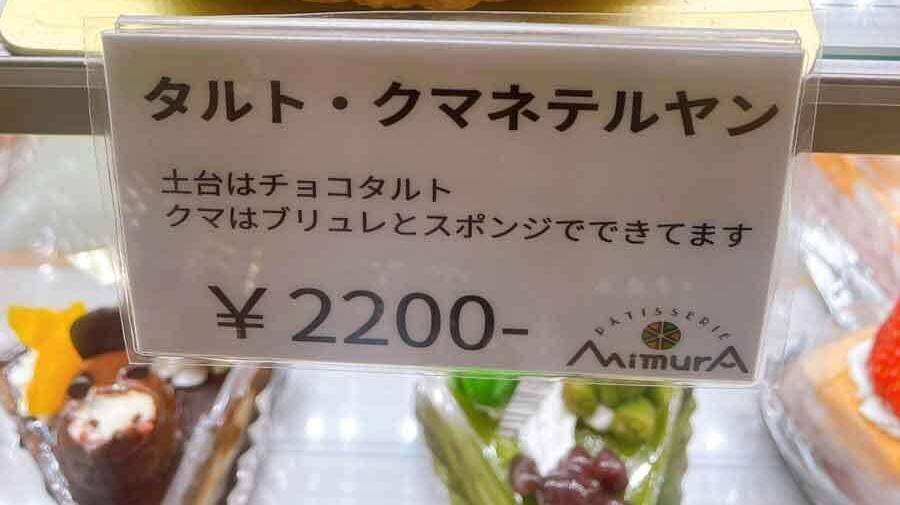 タルト・クマネテルヤン
土台はチョコタルト
クマはブリュレとスポンジでできてます
￥2200-
PATISSERIE
MimurA